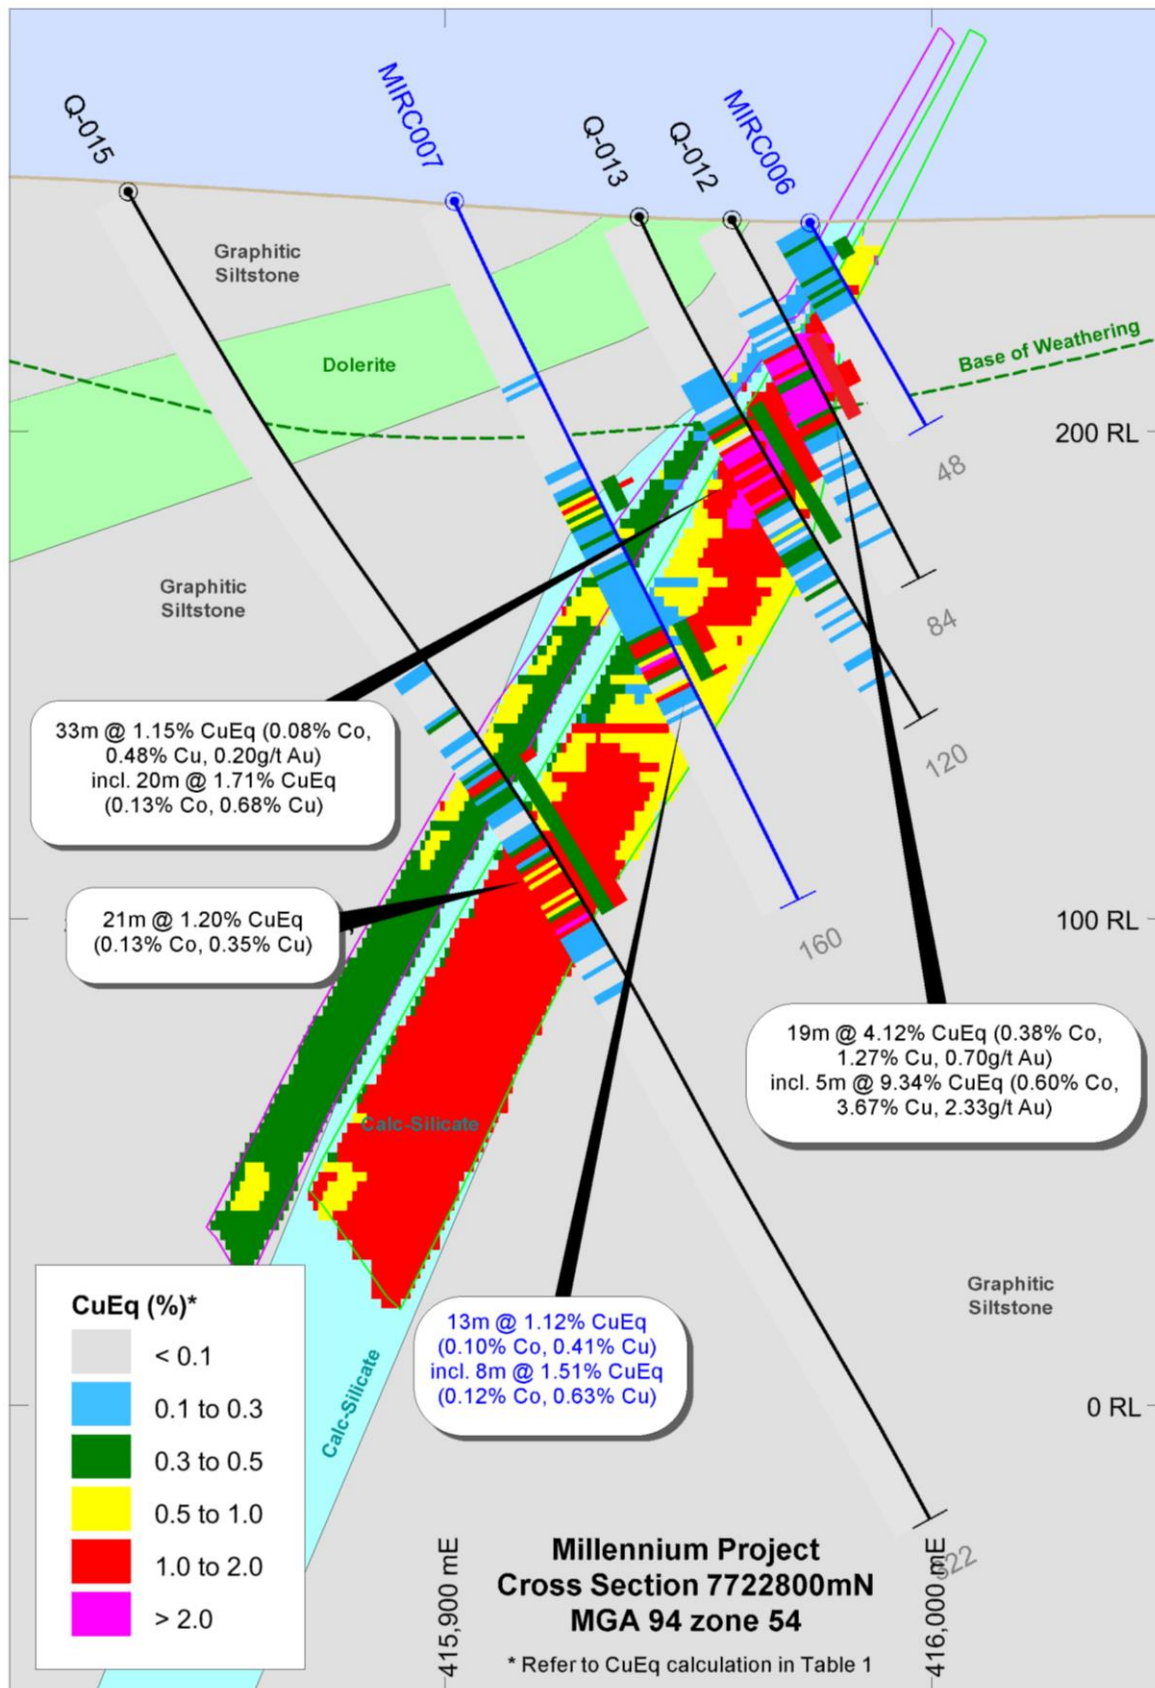 Q-015
MIRC007
Q-013
Q-012
MIRC006
Graphitic
Siltstone
Dolerite
Base of Weathering
200 RL
48
Graphitic
Siltstone
84
33m @ 1.15% CuEq (0.08% Co,
0.48% Cu, 0.20g/t Au)
incl. 20m @ 1.71% CuEq
(0.13% Co, 0.68% Cu)
120
21m @ 1.20% CuEq
(0.13% Co, 0.35% Cu)
100 RL
160
19m @ 4.12% CuEq (0.38% Co,
1.27% Cu, 0.70g/t Au)
incl. 5m @ 9.34% CuEq (0.60% Co,
3.67% Cu, 2.33g/t Au)
Calc-Silicate
Graphitic
Siltstone
13m @ 1.12% CuEq
(0.10% Co, 0.41% Cu)
incl. 8m @ 1.51% CuEq
(0.12% Co, 0.63% Cu)
Calc-Silicate
0 RL
CuEq (%)*
< 0.1
0.1 to 0.3
0.3 to 0.5
0.5 to 1.0
1.0 to 2.0
> 2.0
415,900 mE
Millennium Project
Cross Section 7722800mN
MGA 94 zone 54
* Refer to CuEq calculation in Table 1
416,000 mE
322